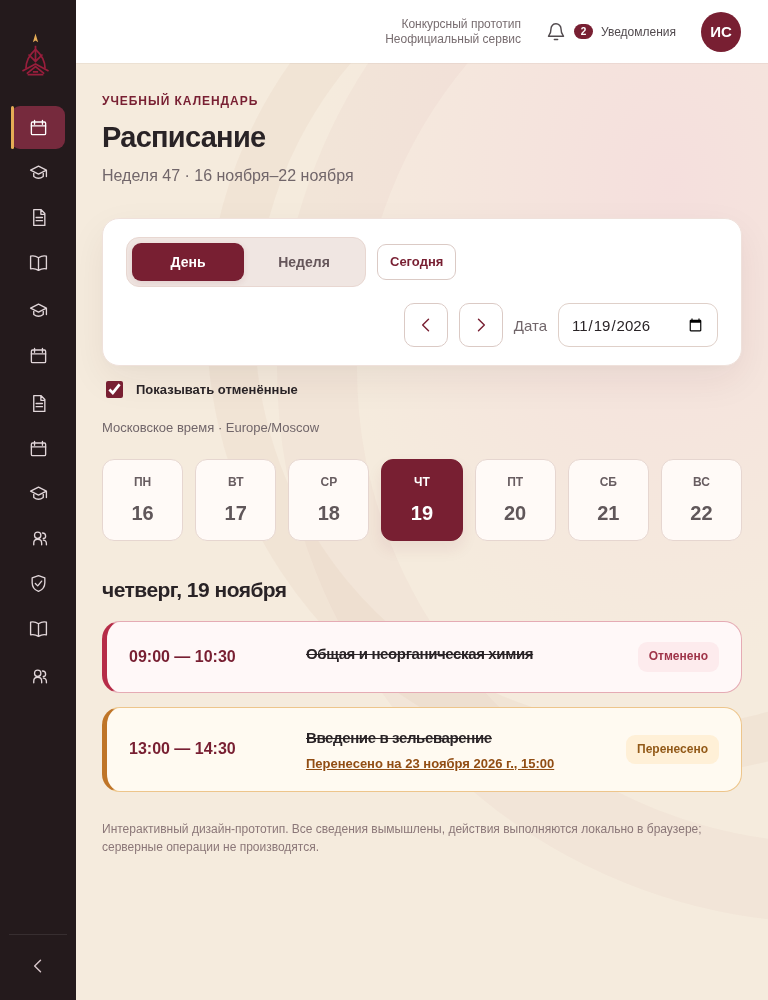 Конкурсный прототип
Неофициальный сервис
2 Уведомления
ИС
УЧЕБНЫЙ КАЛЕНДАРЬ
Расписание
Неделя 47 · 16 ноября–22 ноября
День Неделя Сегодня
Дата 11/19/2026
Показывать отменённые
Московское время · Europe/Moscow
ПН ВТ СР ЧТ ПТ СБ ВС
16 17 18 19 20 21 22
четверг, 19 ноября
09:00 — 10:30 Общая и неорганическая химия Отменено
13:00 — 14:30 Введение в зельеварение Перенесено
Перенесено на 23 ноября 2026 г., 15:00
Интерактивный дизайн-прототип. Все сведения вымышлены, действия выполняются локально в браузере;
серверные операции не производятся.